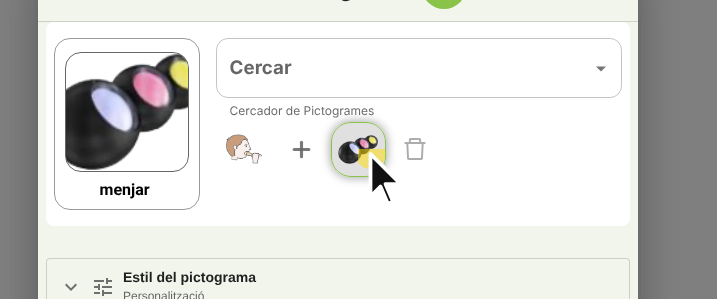 Cercar
Cercador de Pictogrames
menjar
Estil del pictograma
Personalització